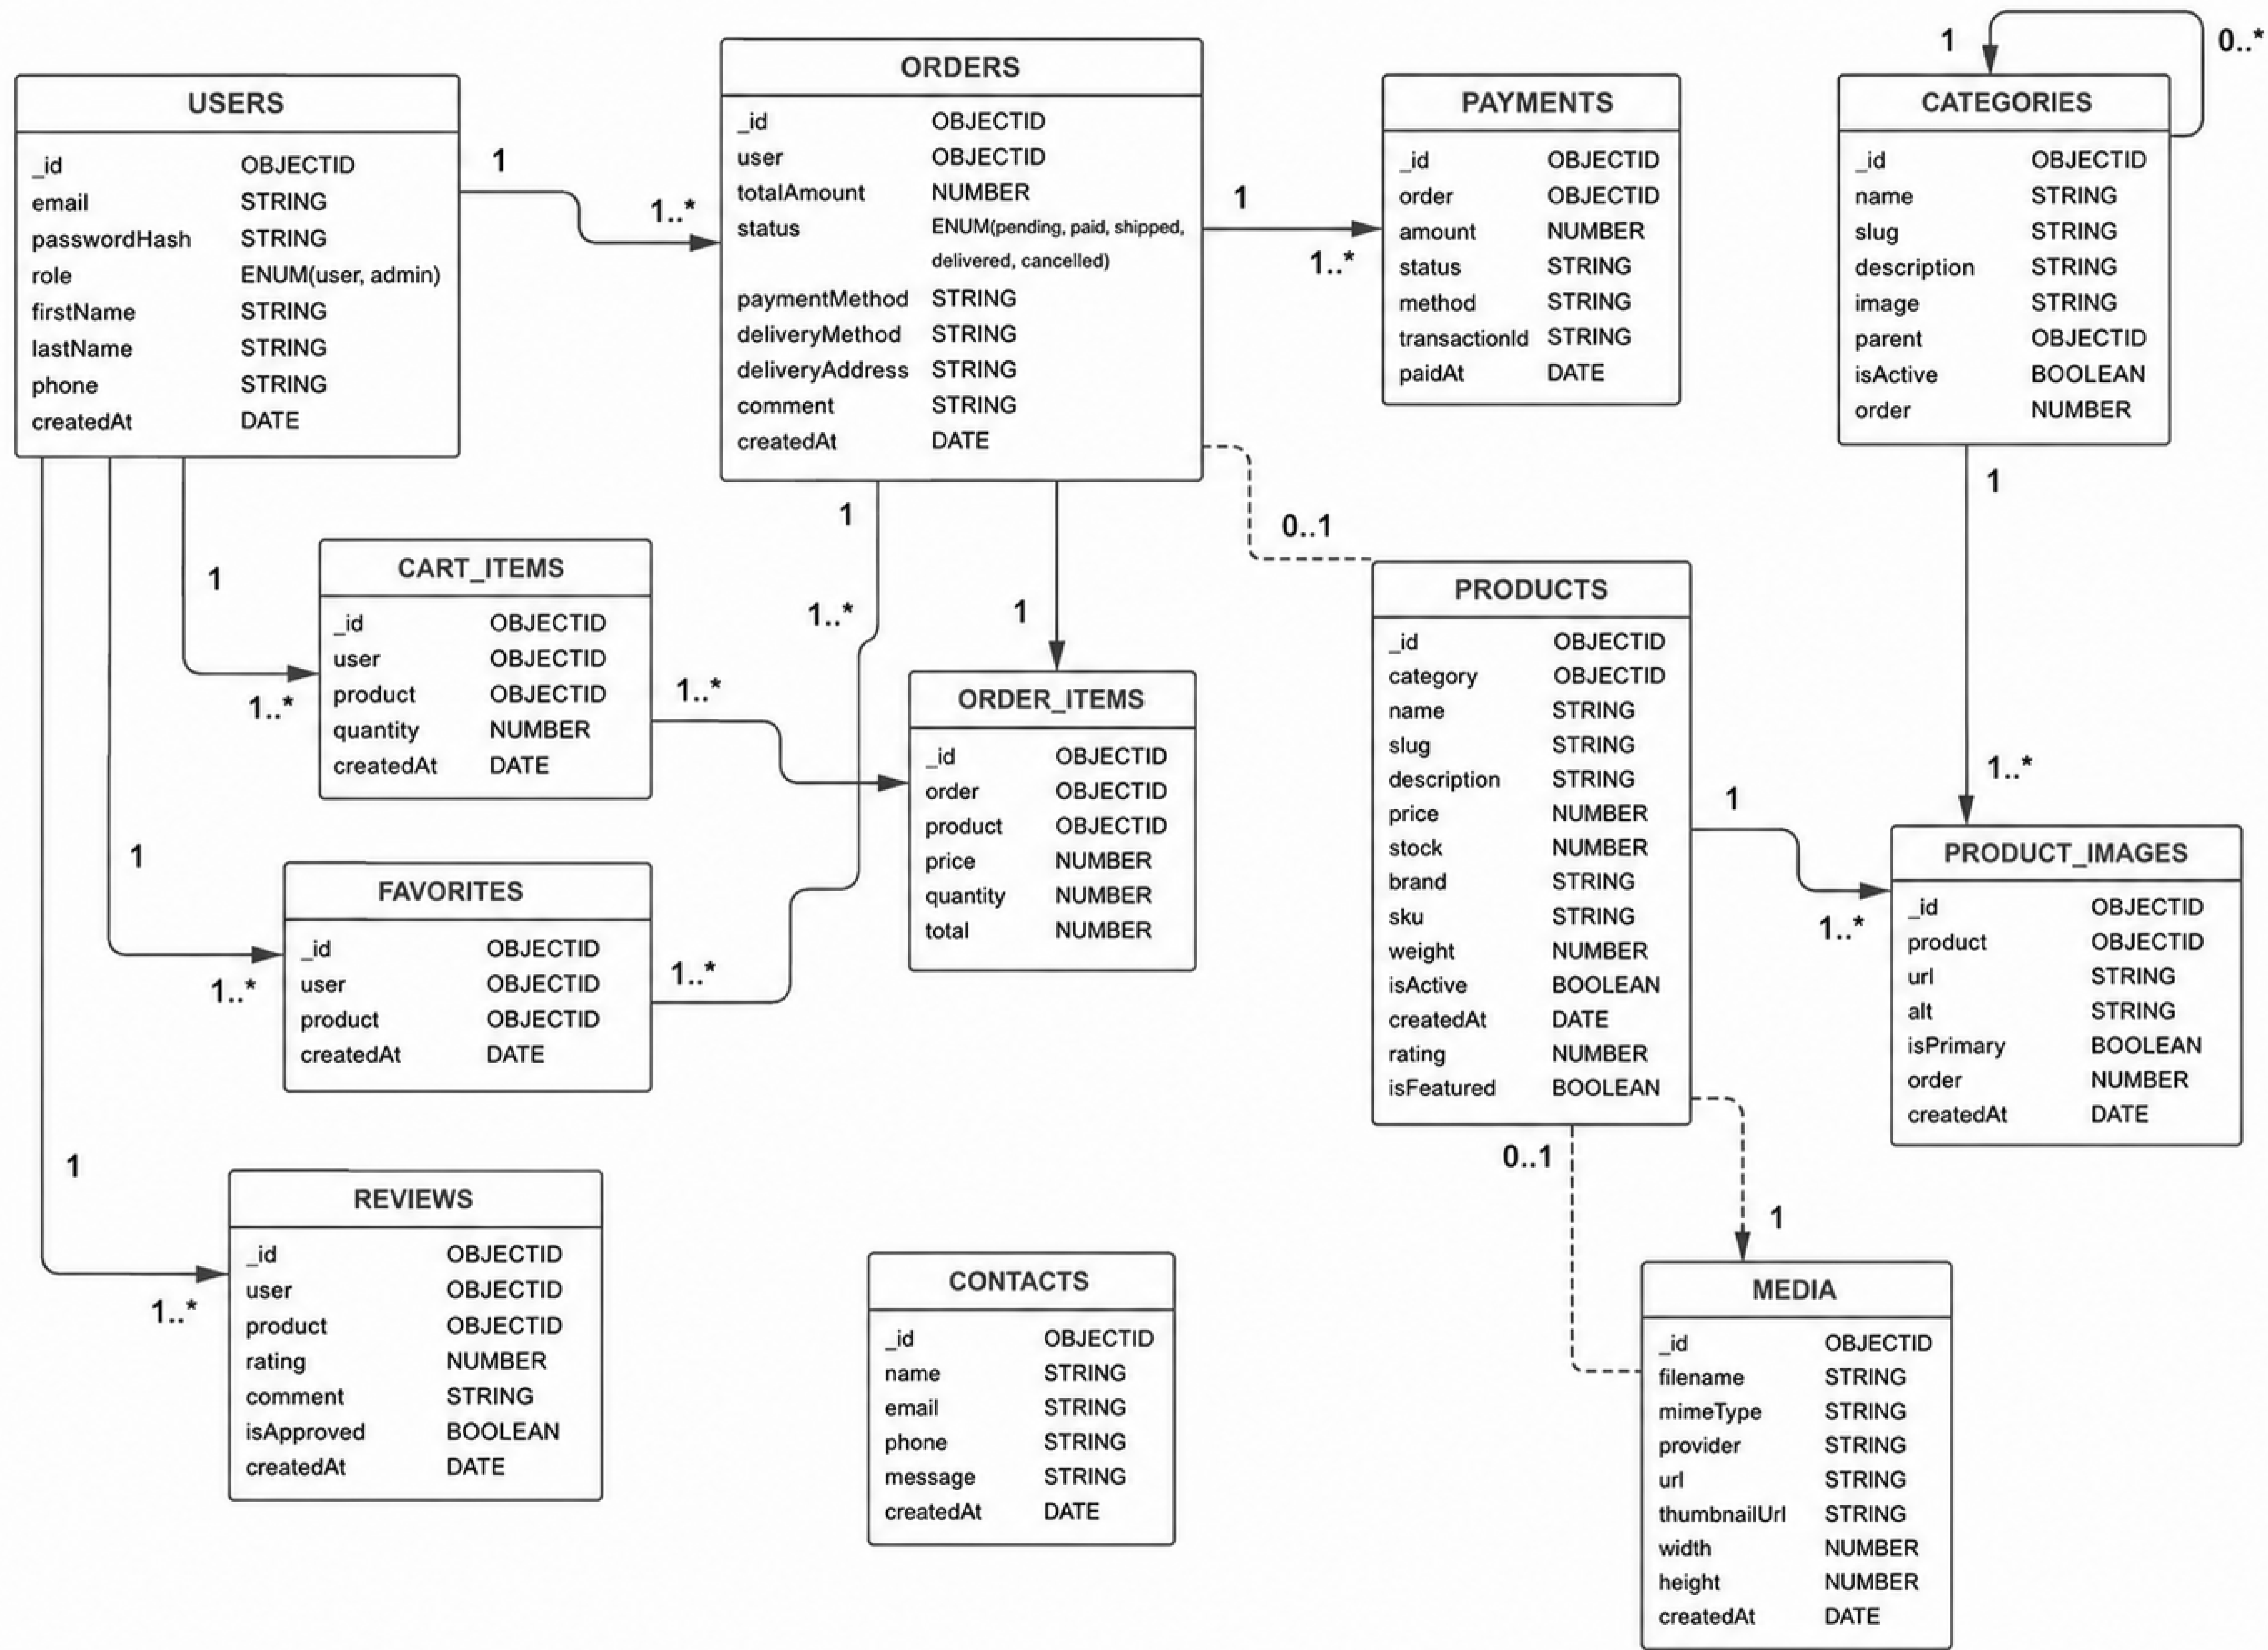 USERS
_id OBJECTID
email STRING
passwordHash STRING
role ENUM(user, admin)
firstName STRING
lastName STRING
phone STRING
createdAt DATE
1
1..*
ORDERS
_id OBJECTID
user OBJECTID
totalAmount NUMBER
status ENUM(pending, paid, shipped,
delivered, cancelled)
paymentMethod STRING
deliveryMethod STRING
deliveryAddress STRING
comment STRING
createdAt DATE
1
1..*
PAYMENTS
_id OBJECTID
order OBJECTID
amount NUMBER
status STRING
method STRING
transactionId STRING
paidAt DATE
1
0..*
CATEGORIES
_id OBJECTID
name STRING
slug STRING
description STRING
image STRING
parent OBJECTID
isActive BOOLEAN
order NUMBER
1
1..*
1
1..*
CART_ITEMS
_id OBJECTID
user OBJECTID
product OBJECTID
quantity NUMBER
createdAt DATE
1..*
1
1..*
1
ORDER_ITEMS
_id OBJECTID
order OBJECTID
product OBJECTID
price NUMBER
quantity NUMBER
total NUMBER
0..1
PRODUCTS
_id OBJECTID
category OBJECTID
name STRING
slug STRING
description STRING
price NUMBER
stock NUMBER
brand STRING
sku STRING
weight NUMBER
isActive BOOLEAN
createdAt DATE
rating NUMBER
isFeatured BOOLEAN
1
1..*
PRODUCT_IMAGES
_id OBJECTID
product OBJECTID
url STRING
alt STRING
isPrimary BOOLEAN
order NUMBER
createdAt DATE
1
1..*
FAVORITES
_id OBJECTID
user OBJECTID
product OBJECTID
createdAt DATE
1..*
1
1..*
REVIEWS
_id OBJECTID
user OBJECTID
product OBJECTID
rating NUMBER
comment STRING
isApproved BOOLEAN
createdAt DATE
CONTACTS
_id OBJECTID
name STRING
email STRING
phone STRING
message STRING
createdAt DATE
0..1
1
MEDIA
_id OBJECTID
filename STRING
mimeType STRING
provider STRING
url STRING
thumbnailUrl STRING
width NUMBER
height NUMBER
createdAt DATE